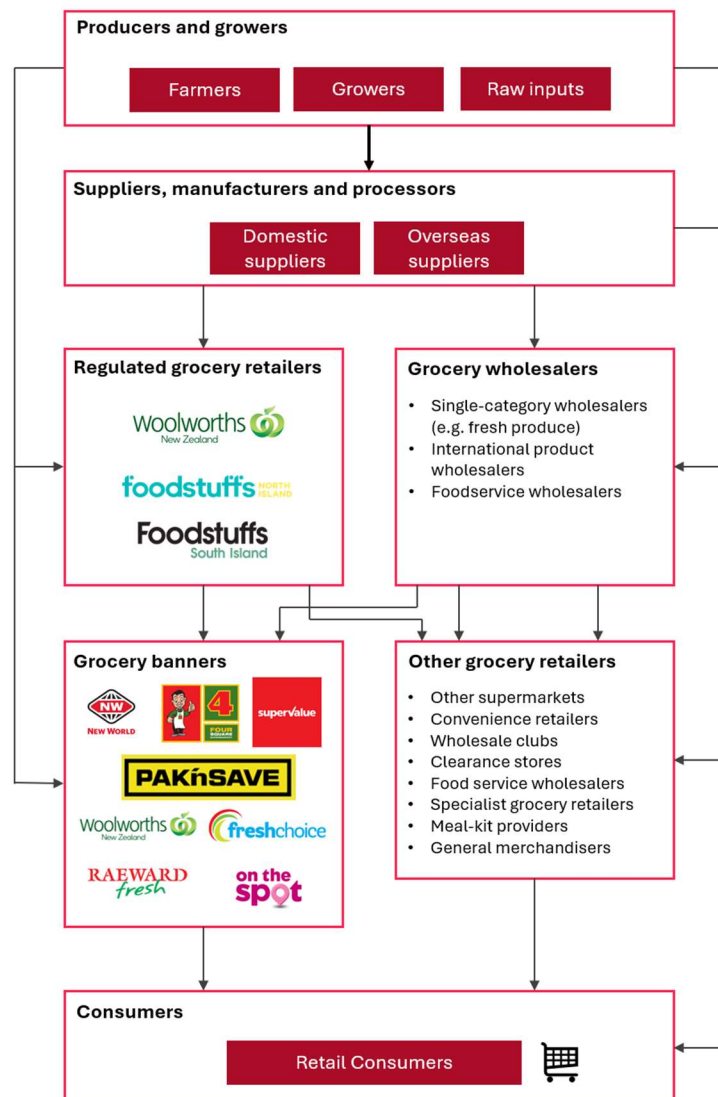 Producers and growers
Farmers
Growers
Raw inputs
Suppliers, manufacturers and processors
Domestic
suppliers
Overseas
suppliers
Regulated grocery retailers
Woolworths
New Zealand
foodstuffs NORTH
ISLAND
Foodstuffs
South Island
Grocery wholesalers
• Single-category wholesalers
(e.g. fresh produce)
• International product
wholesalers
• Foodservice wholesalers
Grocery banners
NW
NEW WORLD
4
FOUR
SQUARE
supervalue
PAK'nSAVE
Woolworths
New Zealand
freshchoice
RAEWARD
fresh
on the
spot
Other grocery retailers
• Other supermarkets
• Convenience retailers
• Wholesale clubs
• Clearance stores
• Food service wholesalers
• Specialist grocery retailers
• Meal-kit providers
• General merchandisers
Consumers
Retail Consumers